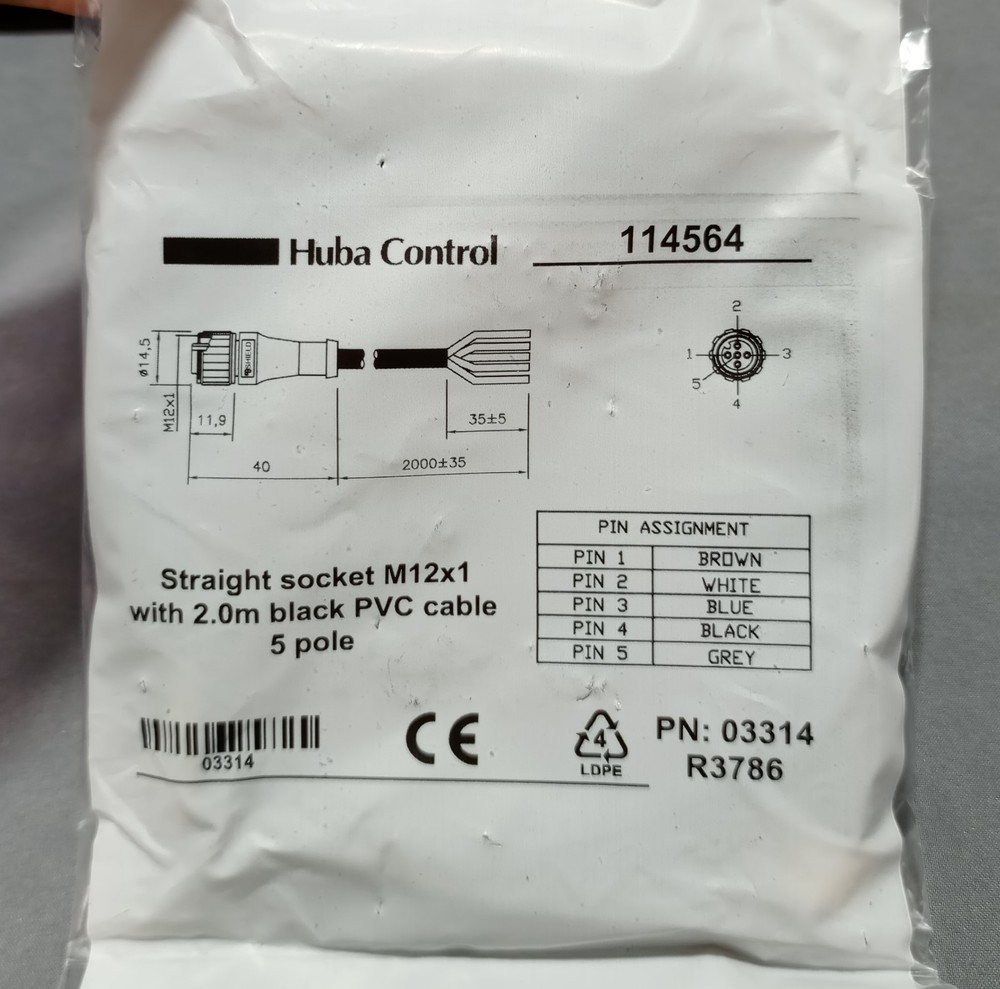 Huba Control
114564
ø14,5
M12x1
SHIELD
11,9
40
35±5
2000±35
2
1
3
5
4
Straight socket M12x1
with 2.0m black PVC cable
5 pole
PIN ASSIGNMENT
PIN 1 BROWN
PIN 2 WHITE
PIN 3 BLUE
PIN 4 BLACK
PIN 5 GREY
03314
CE
4
LDPE
PN: 03314
R3786